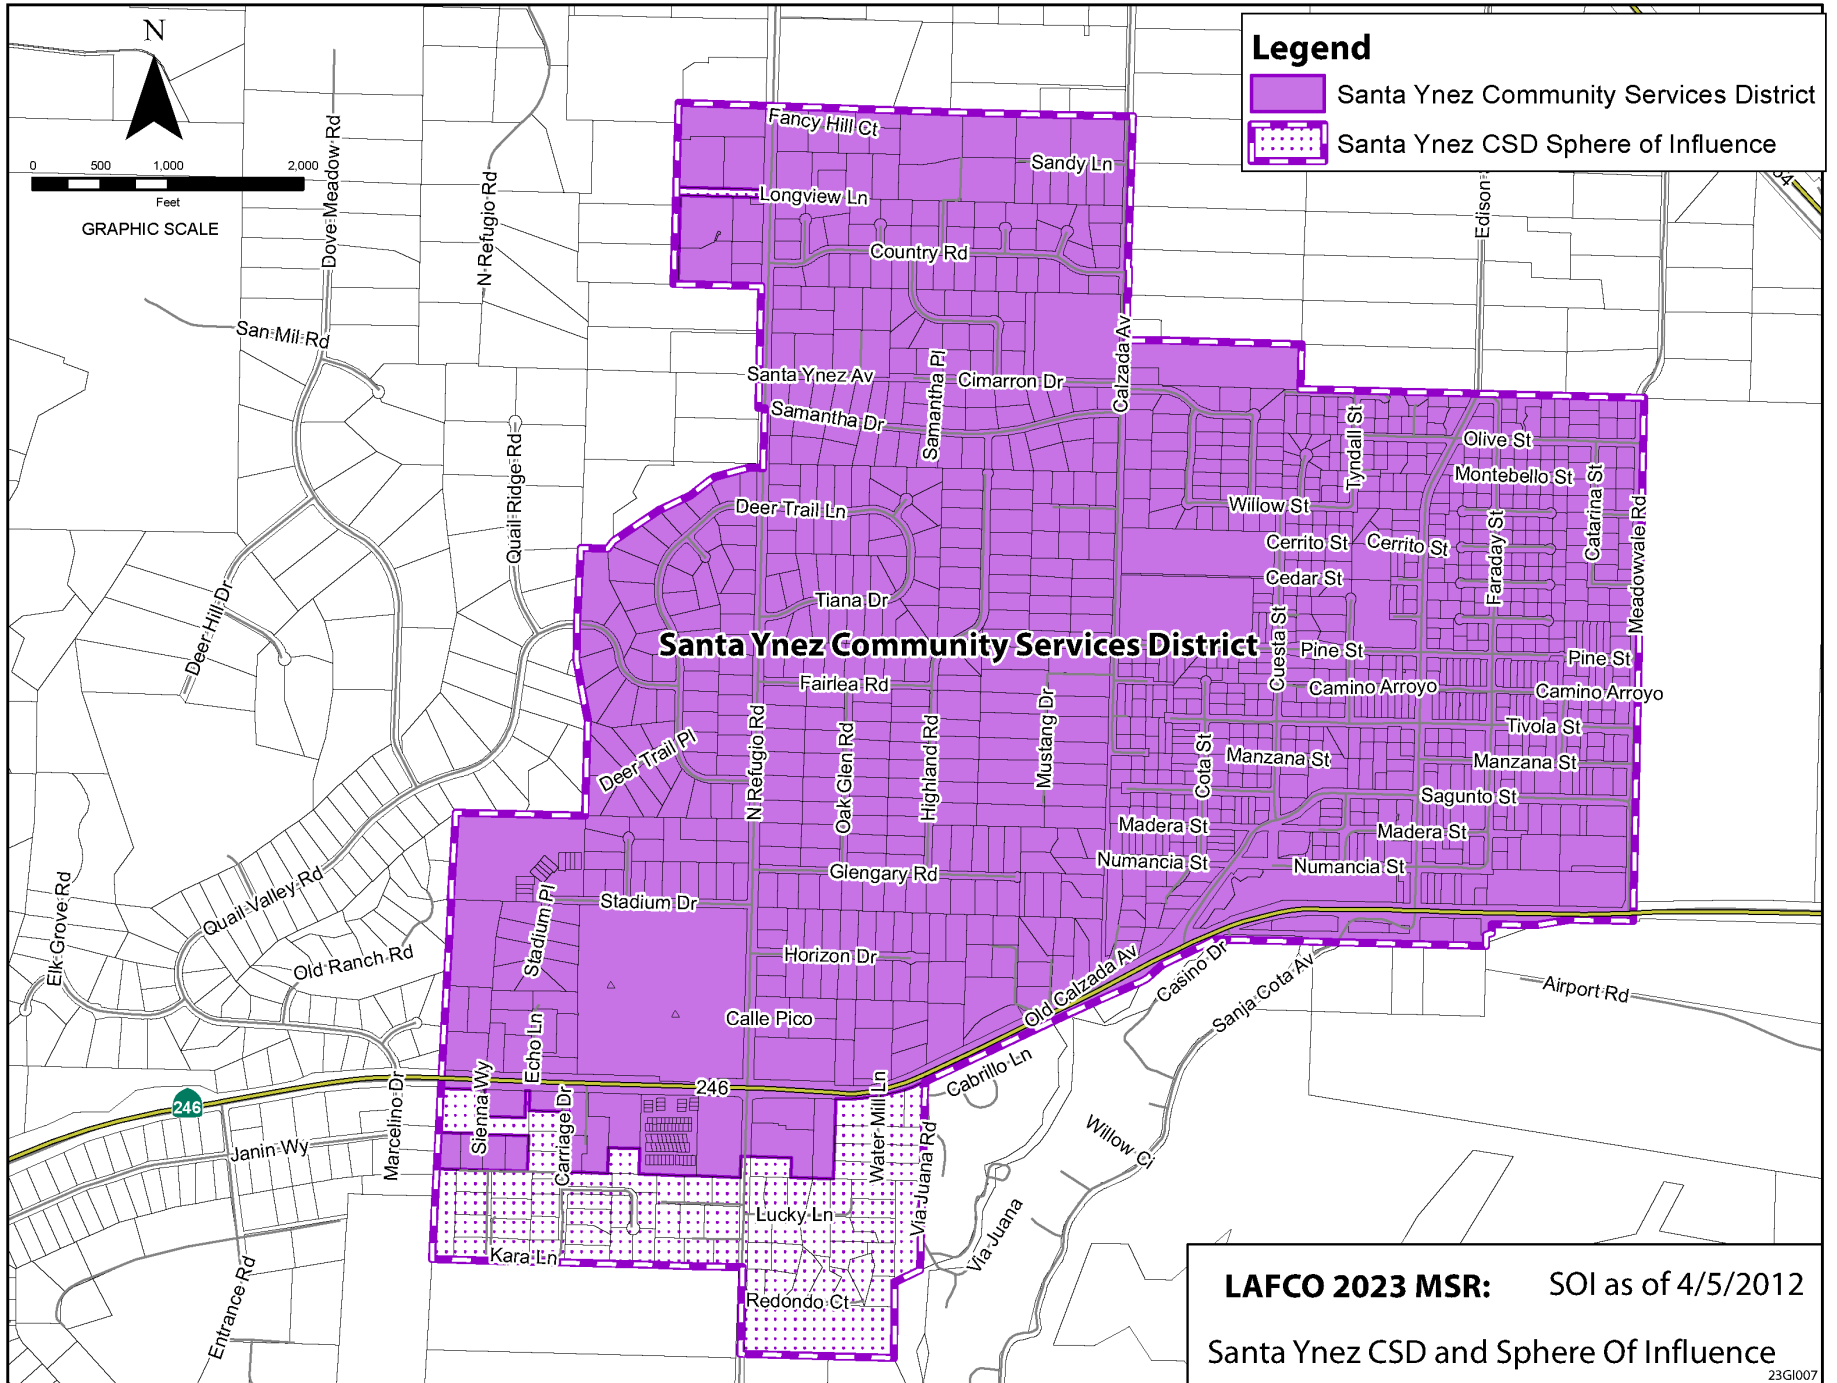 N
0 500 1,000 2,000
Feet
GRAPHIC SCALE
Legend
Santa Ynez Community Services District
Santa Ynez CSD Sphere of Influence
Dove Meadow Rd
N Refugio Rd
Fancy Hill Ct
Sandy Ln
Longview Ln
Country Rd
Edison
San Mil Rd
Santa Ynez Av
Samantha Pl
Cimarron Dr
Calzada Av
Samantha Dr
Quail Ridge Rd
Tyndall St
Olive St
Montebello St
Catarina St
Deer Trail Ln
Willow St
Cerrito St
Cerrito St
Faraday St
Meadowvale Rd
Cedar St
Deer Hill Dr
Tiana Dr
Cuesta St
Santa Ynez Community Services District
Pine St
Pine St
Fairlea Rd
Camino Arroyo
Camino Arroyo
Mustang Dr
Tivola St
N Refugio Rd
Oak Glen Rd
Highland Rd
Deer Trail Pl
Cota St
Manzana St
Manzana St
Sagunto St
Madera St
Madera St
Numancia St
Numancia St
Glengary Rd
Quail Valley Rd
Elk Grove Rd
Stadium Dr
Stadium Pl
Old Ranch Rd
Horizon Dr
Old Calzada Av
Casino Dr
Sanja Cota Av
Airport Rd
Calle Pico
Echo Ln
Sienna Wy
Cabrillo Ln
246
246
Marcelino Dr
Carriage Dr
Water Mill Ln
Via Juana Rd
Janin Wy
Willow Ci
Lucky Ln
Via Juana
Kara Ln
Entrance Rd
Redondo Ct
LAFCO 2023 MSR: SOI as of 4/5/2012
Santa Ynez CSD and Sphere Of Influence
23GI007